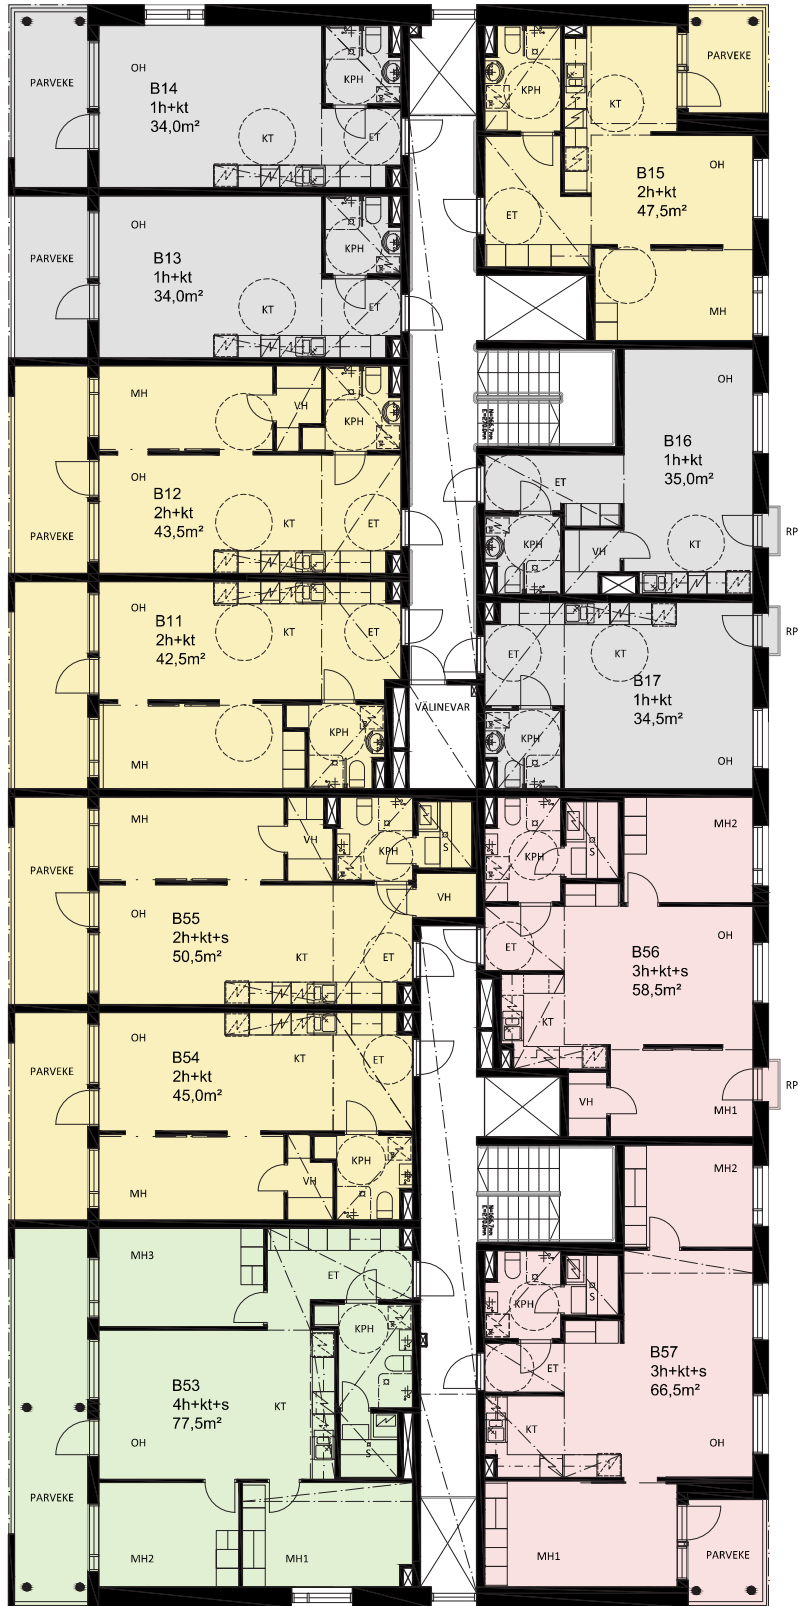 PARVEKE
OH
B14
1h+kt
34,0m²
KPH
KT
ET
KPH
KT
PARVEKE
OH
B15
2h+kt
47,5m²
ET
MH
PARVEKE
OH
B13
1h+kt
34,0m²
KPH
KT
ET
MH
VH
KPH
OH
B12
2h+kt
43,5m²
PARVEKE
KT
ET
OH
B16
1h+kt
35,0m²
ET
KPH
VH
KT
RP
OH
B11
2h+kt
42,5m²
KT
ET
KPH
MH
VÄLINEVAR
ET
KT
RP
B17
1h+kt
34,5m²
KPH
OH
MH
VH
KPH
S
VH
PARVEKE
OH
B55
2h+kt+s
50,5m²
KT
ET
KPH
S
MH2
OH
ET
B56
3h+kt+s
58,5m²
KT
VH
MH1
RP
OH
B54
2h+kt
45,0m²
PARVEKE
KT
ET
KPH
VH
MH
MH2
MH3
ET
KPH
B53
4h+kt+s
77,5m²
KT
OH
S
PARVEKE
MH2
MH1
KPH
S
B57
3h+kt+s
66,5m²
ET
KT
OH
MH1
PARVEKE